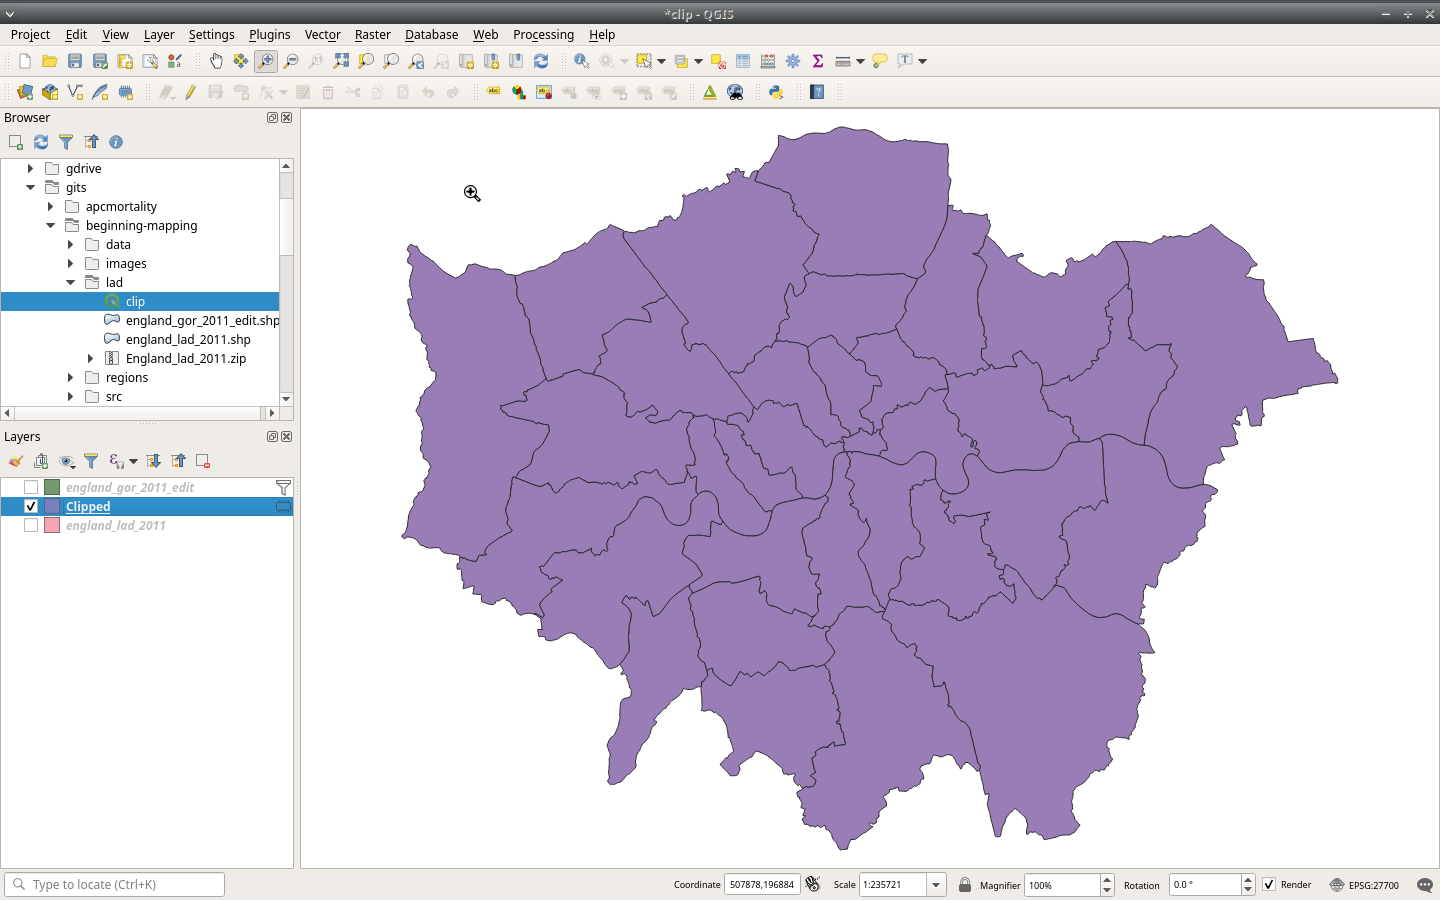 *clip - QGIS
Project Edit View Layer Settings Plugins Vector Raster Database Web Processing Help
Browser
gdrive
gits
apcmortality
beginning-mapping
data
images
lad
clip
england_gor_2011_edit.shp
england_lad_2011.shp
England_lad_2011.zip
regions
src
Layers
england_gor_2011_edit
Clipped
england_lad_2011
Type to locate (Ctrl+K) Coordinate 507878,196884 Scale 1:235721 Magnifier 100% Rotation 0.0 ° Render EPSG:27700